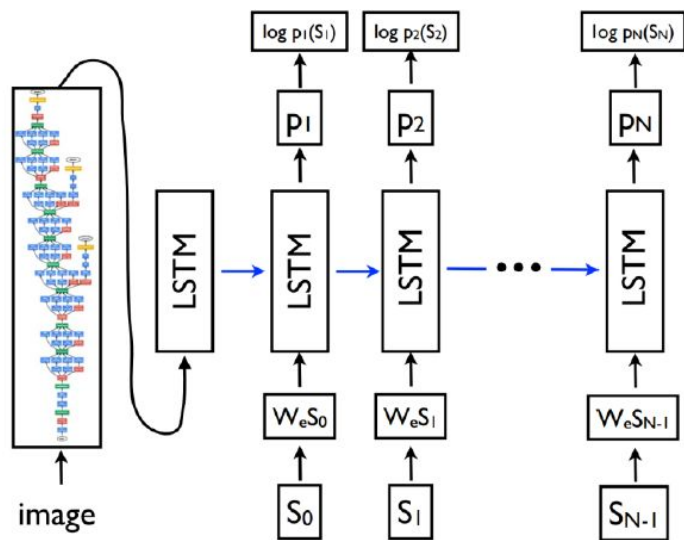 log p₁(S₁)
log p₂(S₂)
log pN(SN)
p₁
p₂
pN
LSTM
LSTM
LSTM
LSTM
WₑS₀
WₑS₁
WₑSN-1
image
S₀
S₁
SN-1